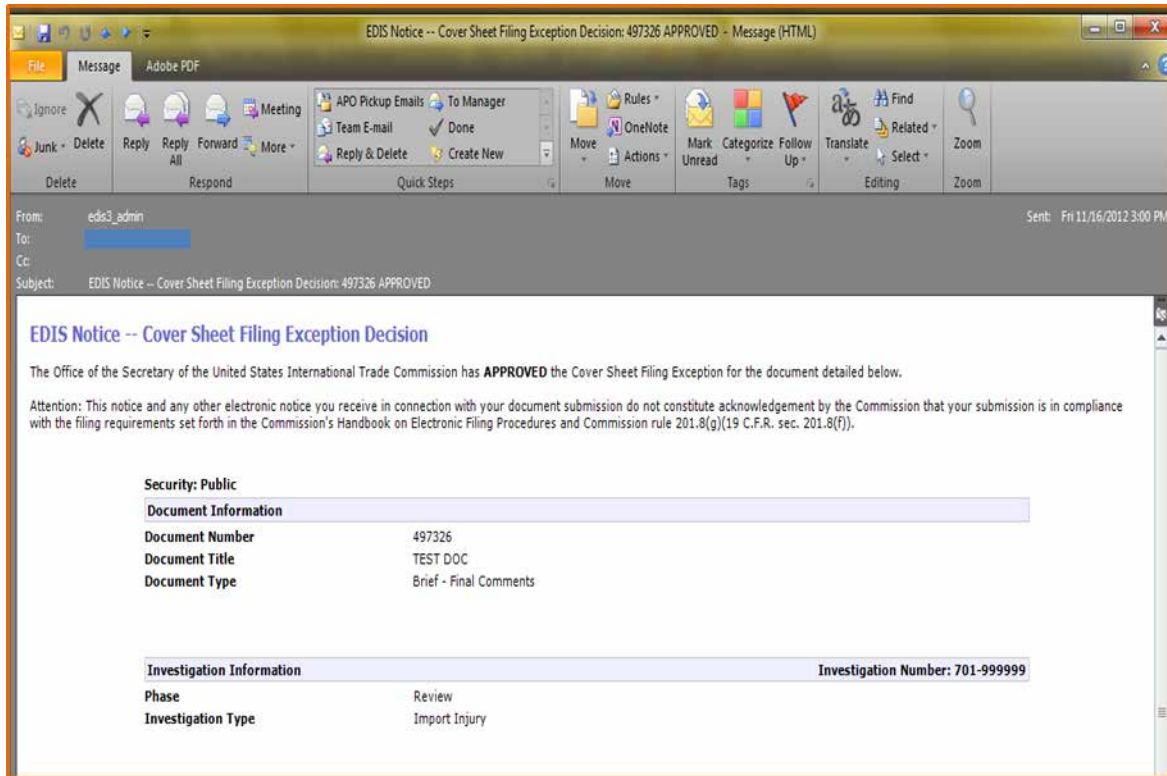 EDIS Notice -- Cover Sheet Filing Exception Decision: 497326 APPROVED - Message (HTML)
File Message Adobe PDF
Ignore
Junk
Delete
Reply
Reply All
Forward
Meeting
More
APO Pickup Emails
To Manager
Team E-mail
Done
Reply & Delete
Create New
Move
Rules
OneNote
Actions
Mark Unread
Categorize
Follow Up
Translate
Find
Related
Select
Zoom
Delete Respond Quick Steps Move Tags Editing Zoom
From: edis3_admin Sent: Fri 11/16/2012 3:00 PM
To:
Cc:
Subject: EDIS Notice -- Cover Sheet Filing Exception Decision: 497326 APPROVED
EDIS Notice -- Cover Sheet Filing Exception Decision
The Office of the Secretary of the United States International Trade Commission has APPROVED the Cover Sheet Filing Exception for the document detailed below.
Attention: This notice and any other electronic notice you receive in connection with your document submission do not constitute acknowledgement by the Commission that your submission is in compliance
with the filing requirements set forth in the Commission's Handbook on Electronic Filing Procedures and Commission rule 201.8(g)(19 C.F.R. sec. 201.8(f)).
Security: Public
Document Information
Document Number 497326
Document Title TEST DOC
Document Type Brief - Final Comments
Investigation Information Investigation Number: 701-999999
Phase Review
Investigation Type Import Injury